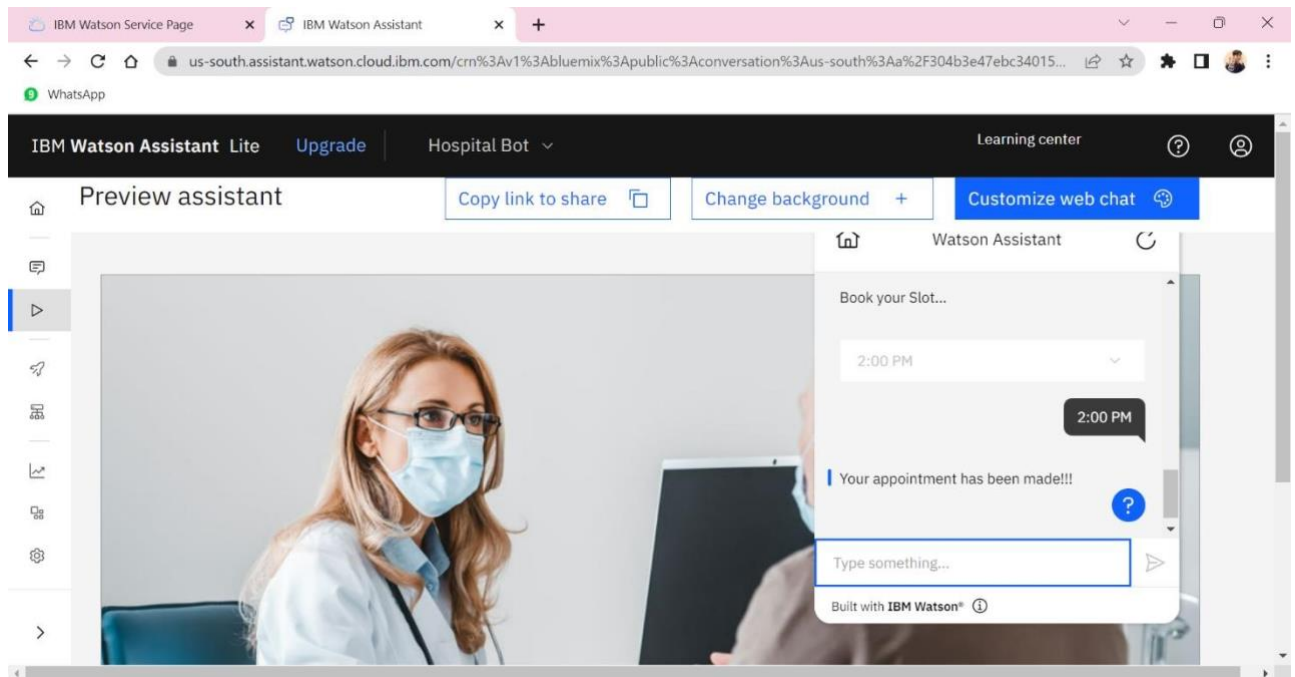 IBM Watson Service Page
IBM Watson Assistant
us-south.assistant.watson.cloud.ibm.com/crn%3Av1%3Abluemix%3Apublic%3Aconversation%3Aus-south%3Aa%2F304b3e47ebc34015...
9 WhatsApp
IBM Watson Assistant Lite Upgrade Hospital Bot Learning center
Preview assistant Copy link to share Change background + Customize web chat
Watson Assistant
Book your Slot...
2:00 PM
2:00 PM
Your appointment has been made!!!
?
Type something...
Built with IBM Watson®